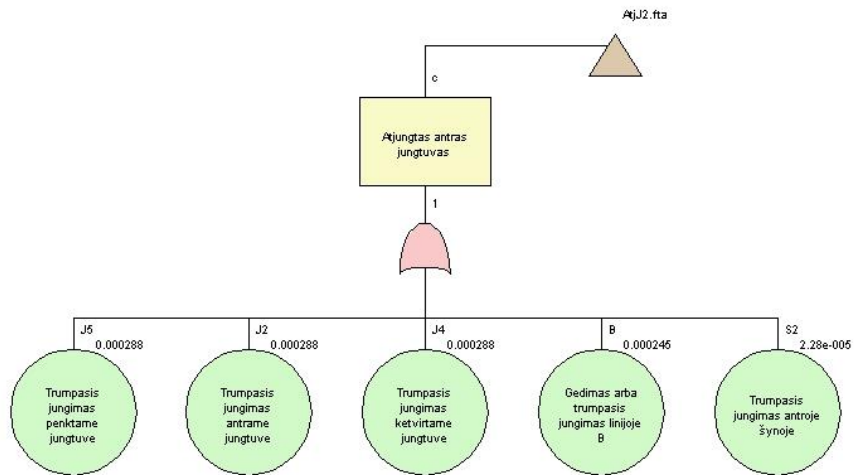 AtjJ2.fta
c
Atjungtas antras
jungtuvas
1
J5
0.000288
Trumpasis
jungimas
penktame
jungtuve
J2
0.000288
Trumpasis
jungimas
antrame
jungtuve
J4
0.000288
Trumpasis
jungimas
ketvirtame
jungtuve
B
0.000245
Gedimas arba
trumpasis
jungimas linijoje
B
S2
2.28e-005
Trumpasis
jungimas antroje
šynoje